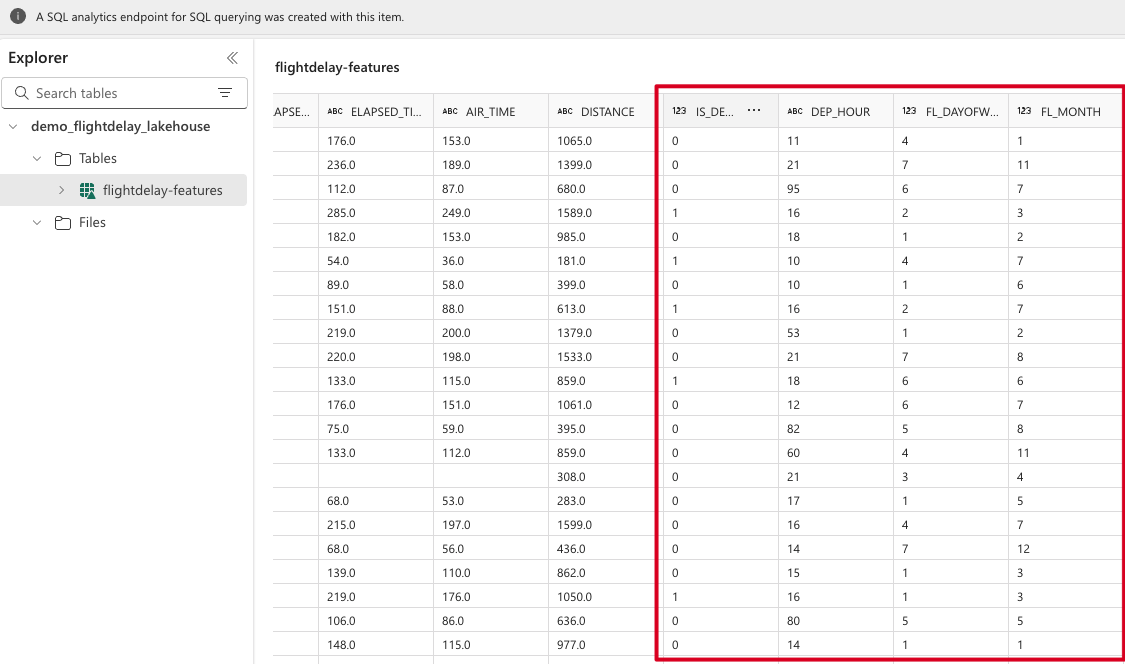 A SQL analytics endpoint for SQL querying was created with this item.
Explorer
Search tables
demo_flightdelay_lakehouse
Tables
flightdelay-features
Files
flightdelay-features
APSE... ABC ELAPSED_TI... ABC AIR_TIME ABC DISTANCE 123 IS_DE... ... ABC DEP_HOUR 123 FL_DAYOFW... 123 FL_MONTH
176.0 153.0 1065.0 0 11 4 1
236.0 189.0 1399.0 0 21 7 11
112.0 87.0 680.0 0 95 6 7
285.0 249.0 1589.0 1 16 2 3
182.0 153.0 985.0 0 18 1 2
54.0 36.0 181.0 1 10 4 7
89.0 58.0 399.0 0 10 1 6
151.0 88.0 613.0 1 16 2 7
219.0 200.0 1379.0 0 53 1 2
220.0 198.0 1533.0 0 21 7 8
133.0 115.0 859.0 1 18 6 6
176.0 151.0 1061.0 0 12 6 7
75.0 59.0 395.0 0 82 5 8
133.0 112.0 859.0 0 60 4 11
308.0 0 21 3 4
68.0 53.0 283.0 0 17 1 5
215.0 197.0 1599.0 0 16 4 7
68.0 56.0 436.0 0 14 7 12
139.0 110.0 862.0 0 15 1 3
219.0 176.0 1050.0 1 16 1 3
106.0 86.0 636.0 0 80 5 5
148.0 115.0 977.0 0 14 1 1